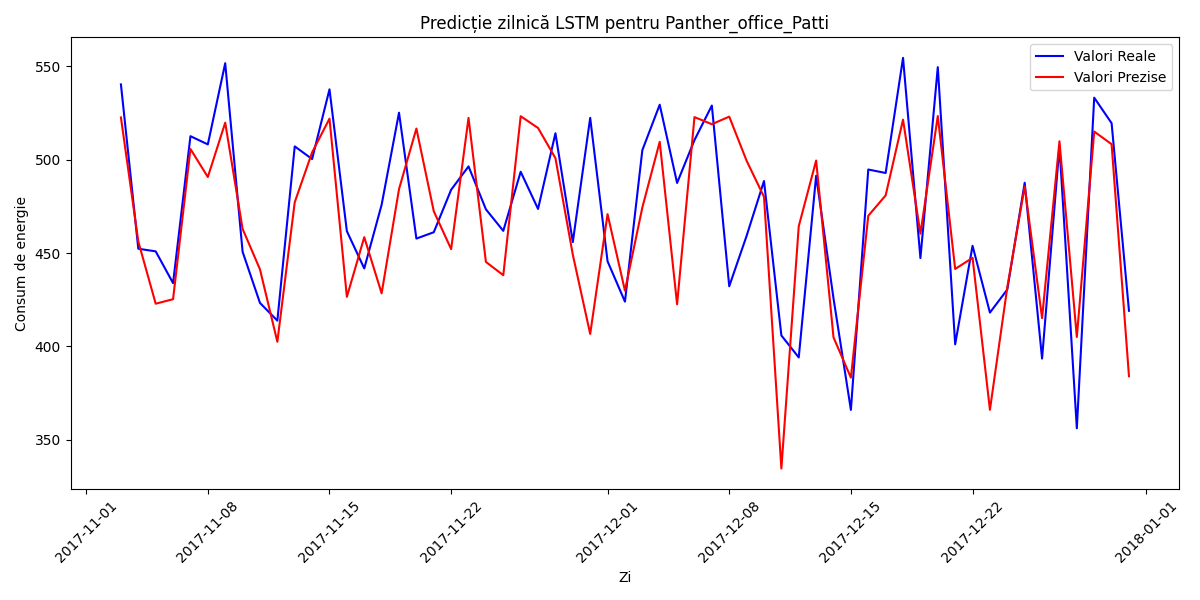 Predicție zilnică LSTM pentru Panther_office_Patti
Valori Reale
Valori Prezise
Consum de energie
550
500
450
400
350
2017-11-01
2017-11-08
2017-11-15
2017-11-22
2017-12-01
2017-12-08
2017-12-15
2017-12-22
2018-01-01
Zi